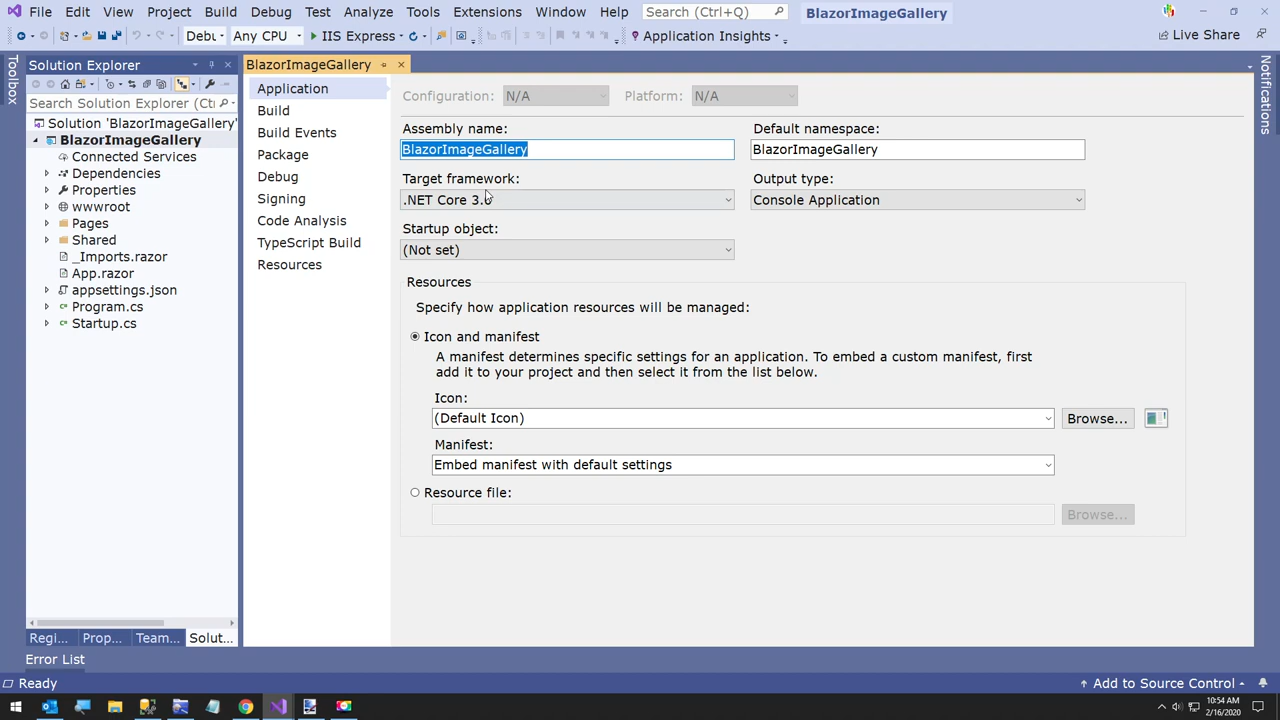 File Edit View Project Build Debug Test Analyze Tools Extensions Window Help Search (Ctrl+Q) BlazorImageGallery
Debu Any CPU IIS Express Application Insights Live Share
Toolbox
Solution Explorer
Search Solution Explorer (Ctr
Solution 'BlazorImageGallery'
BlazorImageGallery
Connected Services
Dependencies
Properties
wwwroot
Pages
Shared
_Imports.razor
App.razor
appsettings.json
Program.cs
Startup.cs
Regi... Prop... Team... Solut...
BlazorImageGallery
Application
Build
Build Events
Package
Debug
Signing
Code Analysis
TypeScript Build
Resources
Configuration: N/A Platform: N/A
Assembly name: Default namespace:
BlazorImageGallery BlazorImageGallery
Target framework: Output type:
.NET Core 3.0 Console Application
Startup object:
(Not set)
Resources
Specify how application resources will be managed:
Icon and manifest
A manifest determines specific settings for an application. To embed a custom manifest, first
add it to your project and then select it from the list below.
Icon:
(Default Icon) Browse...
Manifest:
Embed manifest with default settings
Resource file:
Browse...
Notifications
Error List
Ready Add to Source Control
10:54 AM
2/16/2020